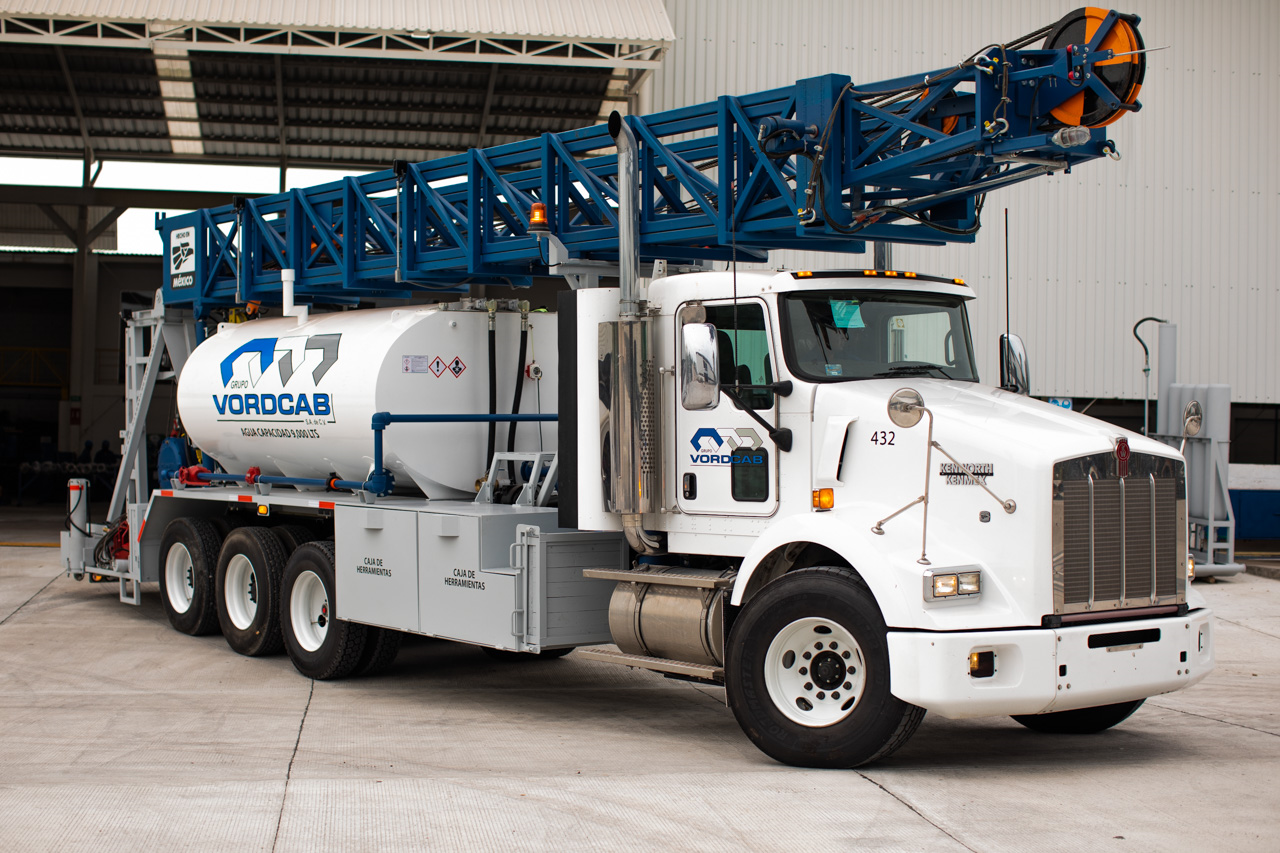 HECHO EN
MÉXICO
GRUPO
VORDCAB
S.A. de C.V.
AGUA CAPACIDAD 9,000 LTS
GRUPO
VORDCAB
432
KENWORTH
KENMEX
CAJA DE
HERRAMIENTAS
CAJA DE
HERRAMIENTAS